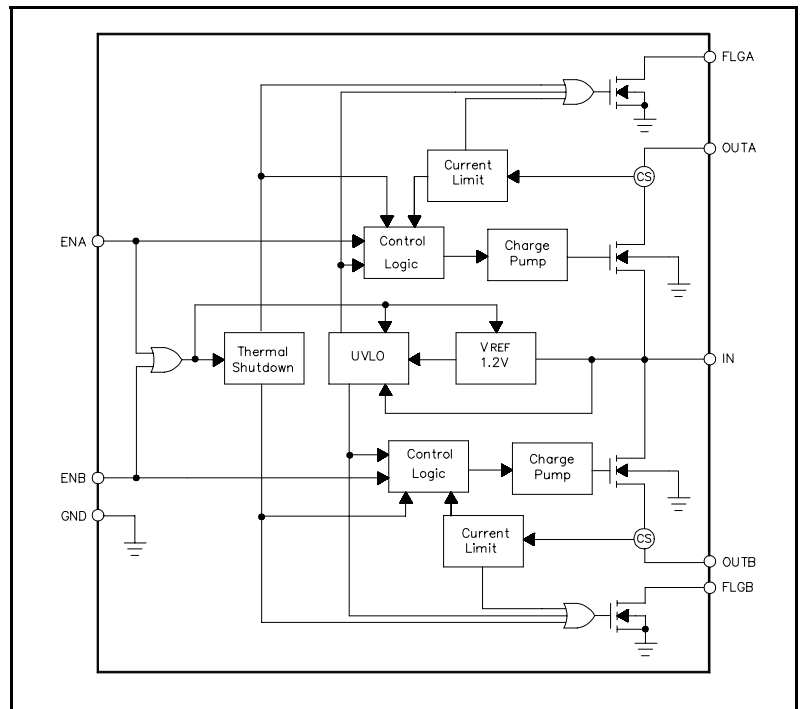 FLGA
OUTA
CS
Current
Limit
ENA
Control
Logic
Charge
Pump
Thermal
Shutdown
UVLO
VREF
1.2V
IN
Control
Logic
Charge
Pump
ENB
GND
Current
Limit
CS
OUTB
FLGB